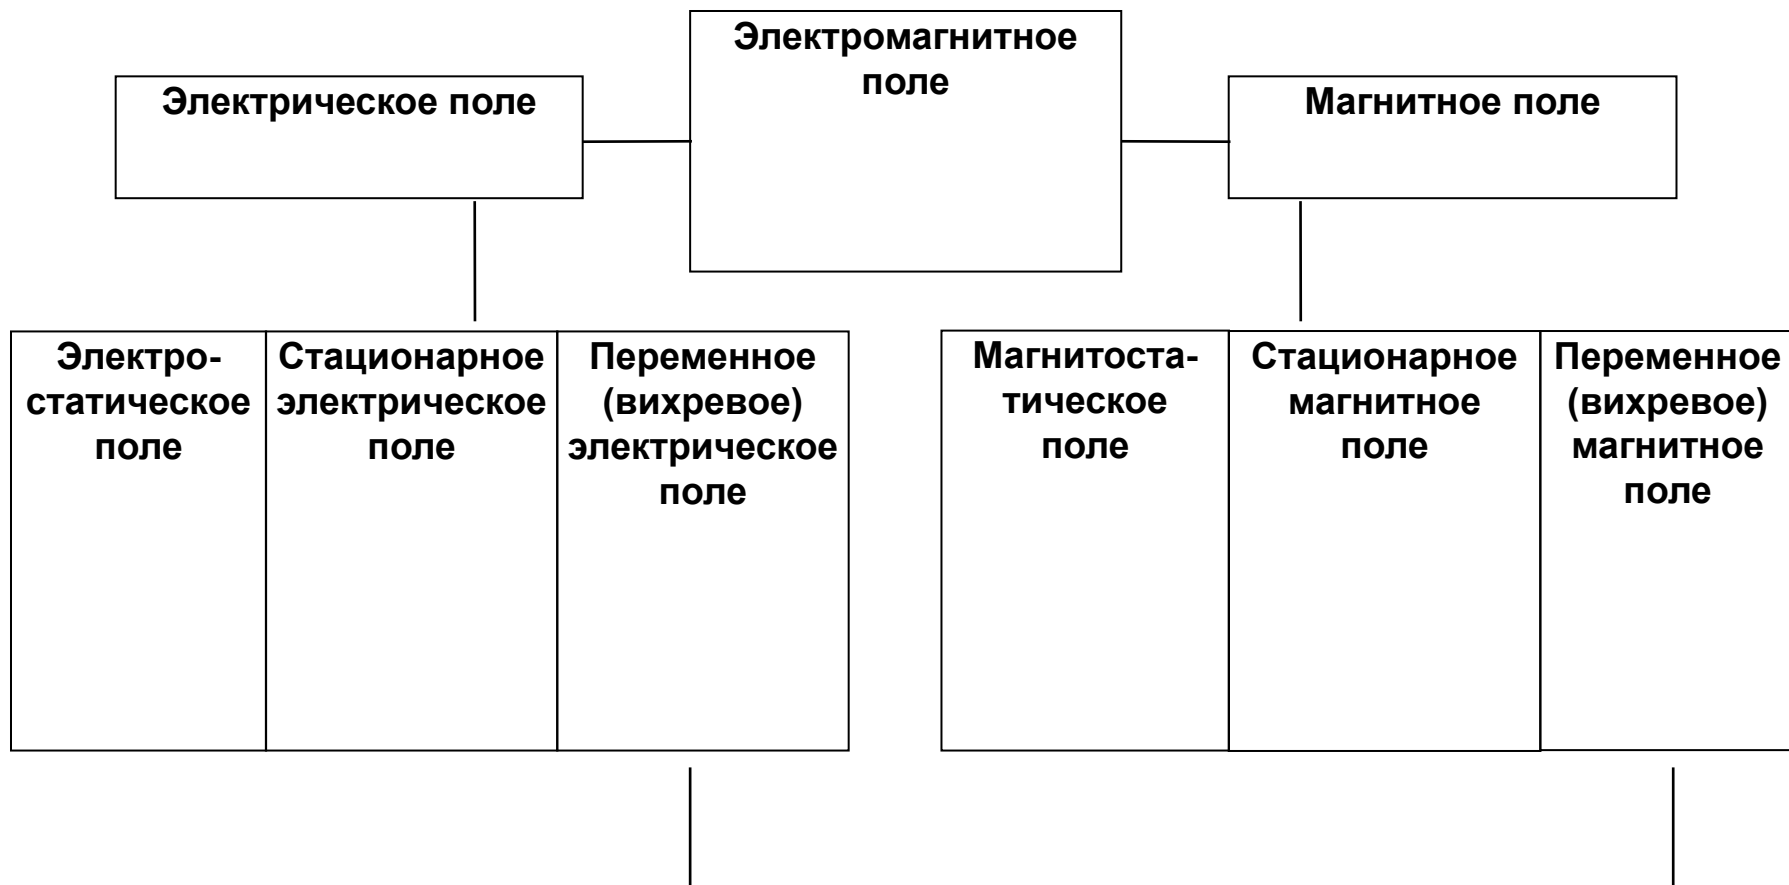 Электромагнитное
поле
Электрическое поле
Магнитное поле
Электро-
статическое
поле
Стационарное
электрическое
поле
Переменное
(вихревое)
электрическое
поле
Магнитоста-
тическое
поле
Стационарное
магнитное
поле
Переменное
(вихревое)
магнитное
поле